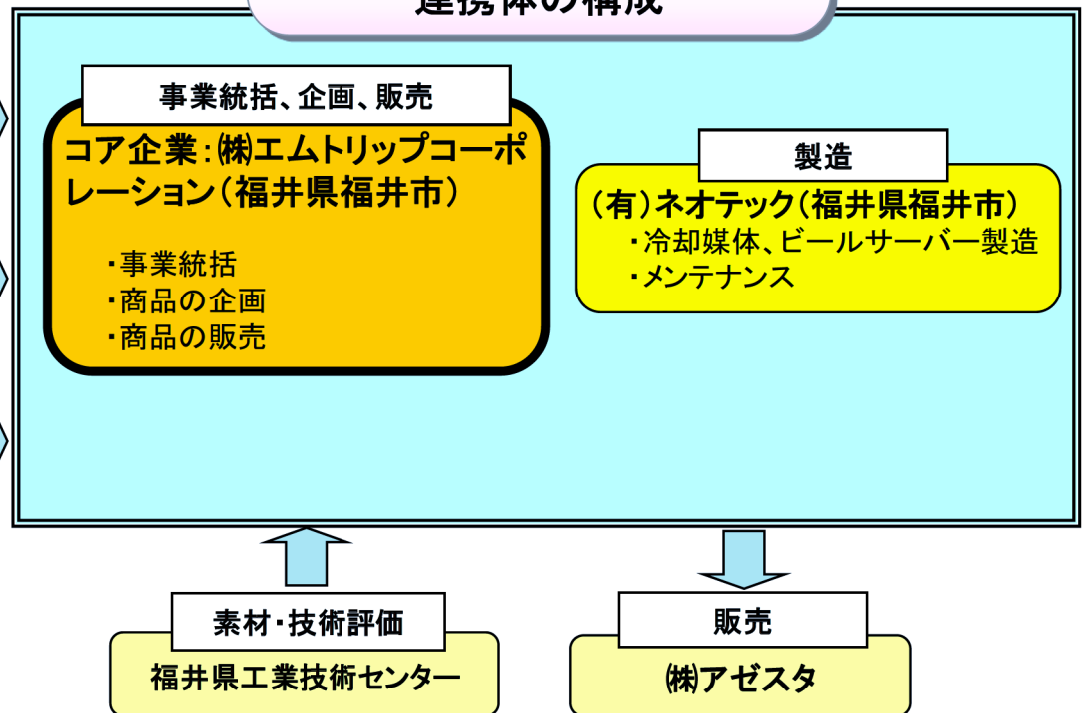 連携体の構成
事業統括、企画、販売
コア企業:㈱エムトリップコーポ
レーション(福井県福井市)
・事業統括
・商品の企画
・商品の販売
製造
(有)ネオテック(福井県福井市)
・冷却媒体、ビールサーバー製造
・メンテナンス
素材・技術評価
福井県工業技術センター
販売
㈱アゼスタ